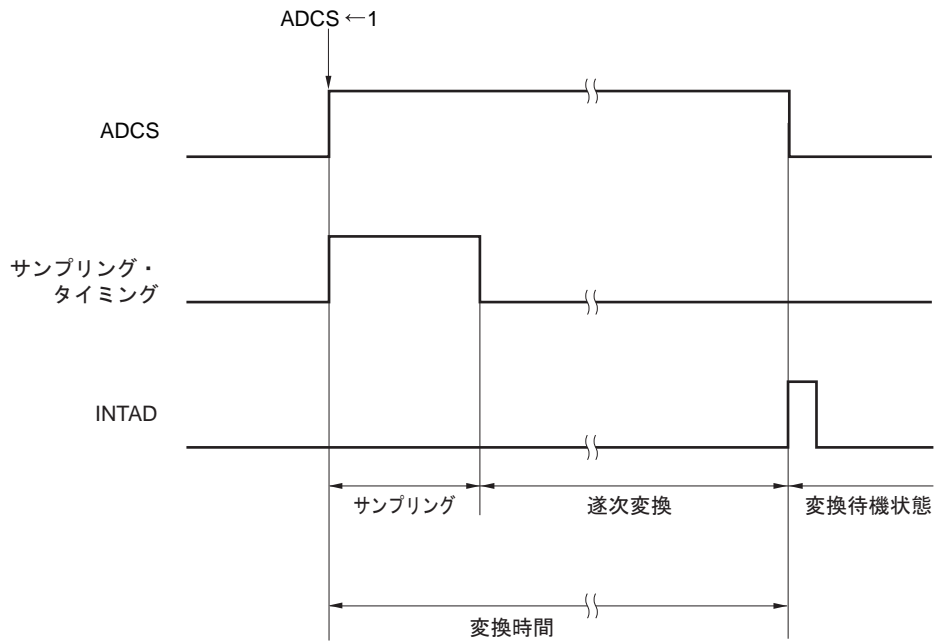 ADCS ←1
ADCS
サンプリング・
タイミング
INTAD
サンプリング
逐次変換
変換待機状態
変換時間